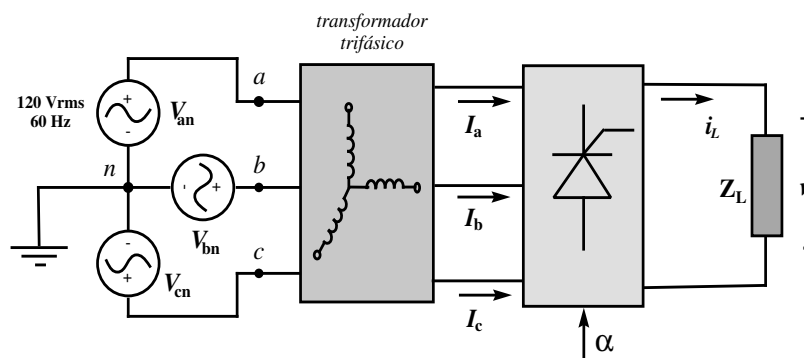 transformador
trifásico
120 Vrms
60 Hz
+
-
Van
a
n
-
+
Vbn
b
-
+
Vcn
c
Ia
Ib
Ic
iL
ZL
α